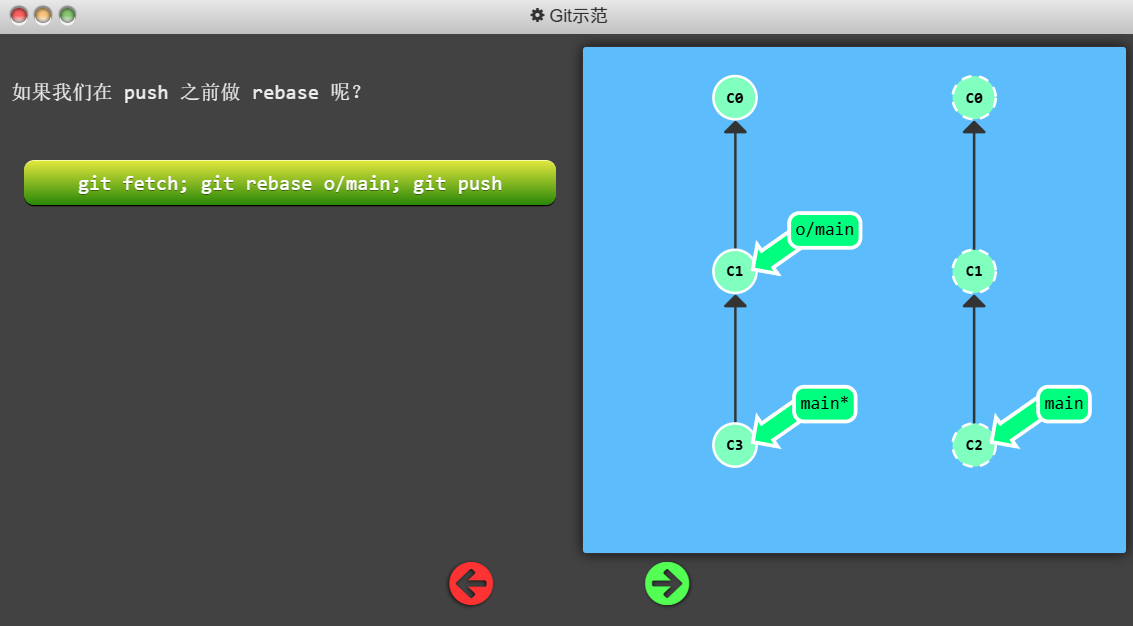 Git示范
如果我们在 push 之前做 rebase 呢？
git fetch; git rebase o/main; git push
C0
C0
o/main
C1
C1
main*
main
C3
C2